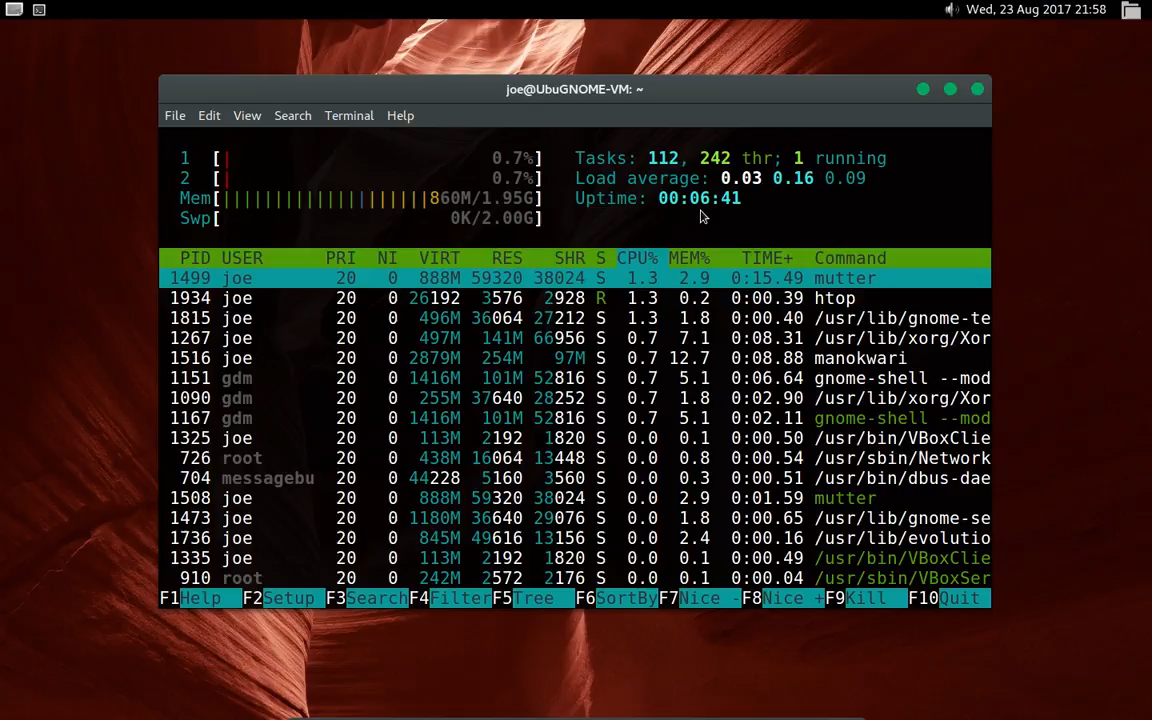 Wed, 23 Aug 2017 21:58
joe@UbuGNOME-VM: ~
File Edit View Search Terminal Help
1 [| 0.7%] Tasks: 112, 242 thr; 1 running
2 [| 0.7%] Load average: 0.03 0.16 0.09
Mem[||||||||||||||||||||860M/1.95G] Uptime: 00:06:41
Swp[ 0K/2.00G]
PID USER PRI NI VIRT RES SHR S CPU% MEM% TIME+ Command
1499 joe 20 0 888M 59320 38024 S 1.3 2.9 0:15.49 mutter
1934 joe 20 0 26192 3576 2928 R 1.3 0.2 0:00.39 htop
1815 joe 20 0 496M 36064 27212 S 1.3 1.8 0:00.40 /usr/lib/gnome-te
1267 joe 20 0 497M 141M 66956 S 0.7 7.1 0:08.31 /usr/lib/xorg/Xor
1516 joe 20 0 2879M 254M 97M S 0.7 12.7 0:08.88 manokwari
1151 gdm 20 0 1416M 101M 52816 S 0.7 5.1 0:06.64 gnome-shell --mod
1090 gdm 20 0 255M 37640 28252 S 0.7 1.8 0:02.90 /usr/lib/xorg/Xor
1167 gdm 20 0 1416M 101M 52816 S 0.7 5.1 0:02.11 gnome-shell --mod
1325 joe 20 0 113M 2192 1820 S 0.0 0.1 0:00.50 /usr/bin/VBoxClie
726 root 20 0 438M 16064 13448 S 0.0 0.8 0:00.54 /usr/sbin/Network
704 messagebu 20 0 44228 5160 3560 S 0.0 0.3 0:00.51 /usr/bin/dbus-dae
1508 joe 20 0 888M 59320 38024 S 0.0 2.9 0:01.59 mutter
1473 joe 20 0 1180M 36640 29076 S 0.0 1.8 0:00.65 /usr/lib/gnome-se
1736 joe 20 0 845M 49616 13156 S 0.0 2.4 0:00.16 /usr/lib/evolutio
1335 joe 20 0 113M 2192 1820 S 0.0 0.1 0:00.49 /usr/bin/VBoxClie
910 root 20 0 242M 2572 2176 S 0.0 0.1 0:00.04 /usr/sbin/VBoxSer
F1Help F2Setup F3SearchF4FilterF5Tree F6SortByF7Nice -F8Nice +F9Kill F10Quit